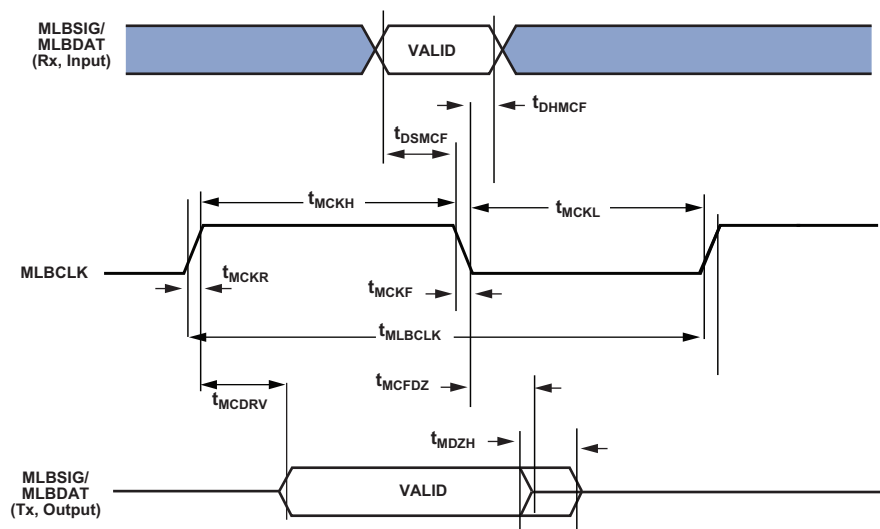 MLBSIG/
MLBDAT
(Rx, Input)
VALID
tDHMCF
tDSMCF
tMCKH
tMCKL
MLBCLK
tMCKR
tMCKF
tMLBCLK
tMCFDZ
tMCDRV
tMDZH
MLBSIG/
MLBDAT
(Tx, Output)
VALID